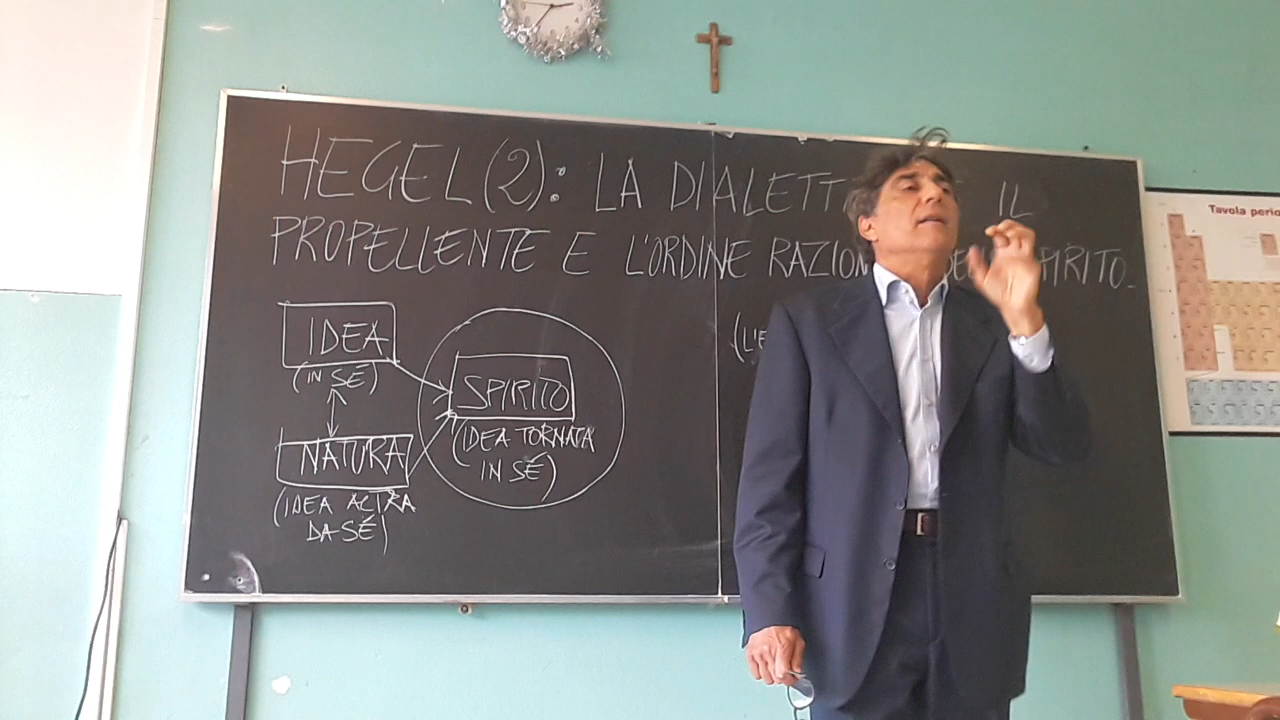 HEGEL (2): LA DIALETT IL
PROPELLENTE E L'ORDINE RAZION SPIRITO
IDEA
(IN SÉ)
SPIRITO
(IDEA TORNATA
IN SÉ)
NATURA
(IDEA ALTRA
DA SÉ)
(L'E
Tavola perio